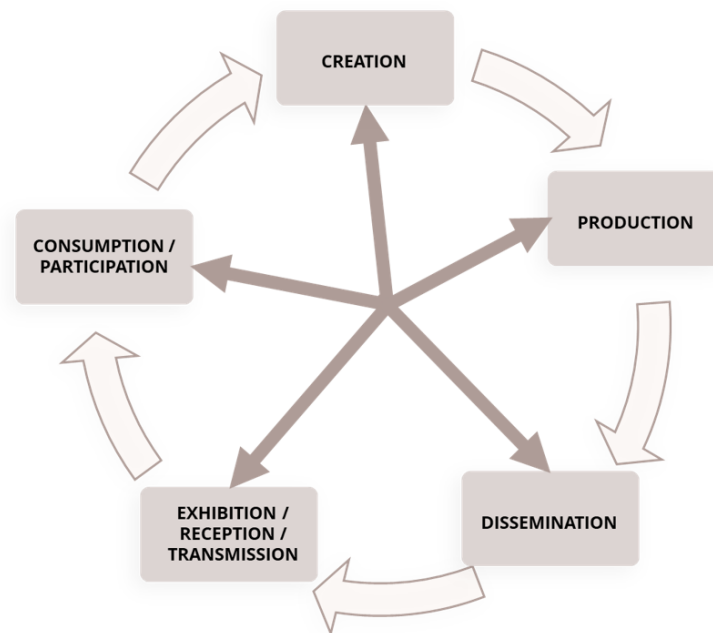 CREATION
PRODUCTION
CONSUMPTION /
PARTICIPATION
EXHIBITION /
RECEPTION /
TRANSMISSION
DISSEMINATION